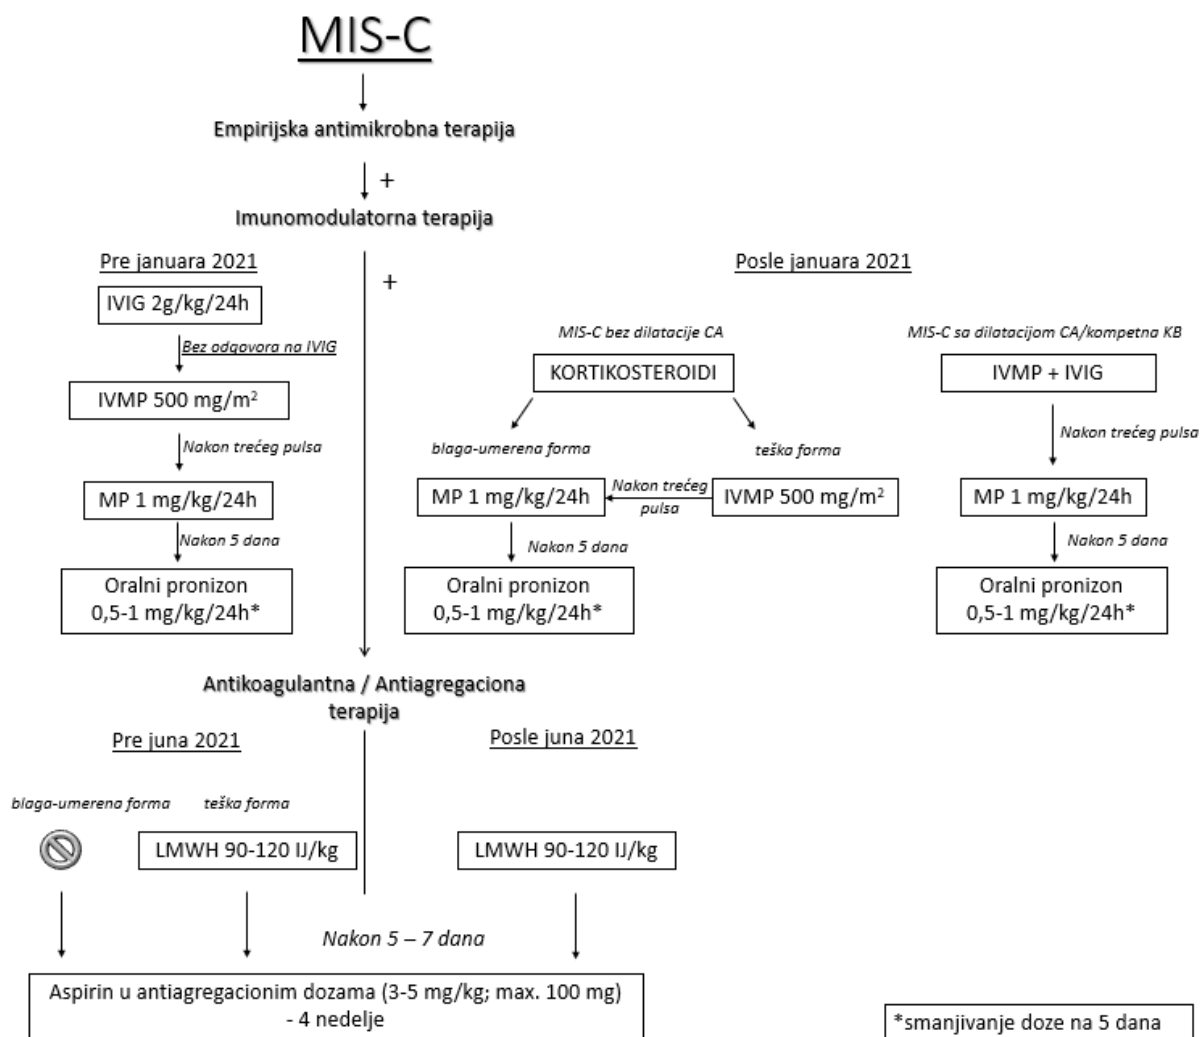 MIS-C
Empirijska antimikrobna terapija
+
Imunomodulatorna terapija
+
Pre januara 2021
IVIG 2g/kg/24h
Bez odgovora na IVIG
IVMP 500 mg/m²
Nakon trećeg pulsa
MP 1 mg/kg/24h
Nakon 5 dana
Oralni pronizon
0,5-1 mg/kg/24h*
Posle januara 2021
MIS-C bez dilatacije CA
KORTIKOSTEROIDI
blaga-umerena forma
teška forma
MP 1 mg/kg/24h
Nakon trećeg
pulsa
IVMP 500 mg/m²
Nakon 5 dana
Oralni pronizon
0,5-1 mg/kg/24h*
MIS-C sa dilatacijom CA/kompetna KB
IVMP + IVIG
Nakon trećeg pulsa
MP 1 mg/kg/24h
Nakon 5 dana
Oralni pronizon
0,5-1 mg/kg/24h*
Antikoagulantna / Antiagregaciona
terapija
Pre juna 2021
blaga-umerena forma
teška forma
LMWH 90-120 IJ/kg
Posle juna 2021
LMWH 90-120 IJ/kg
Nakon 5 – 7 dana
Aspirin u antiagregacionim dozama (3-5 mg/kg; max. 100 mg)
- 4 nedelje
*smanjivanje doze na 5 dana